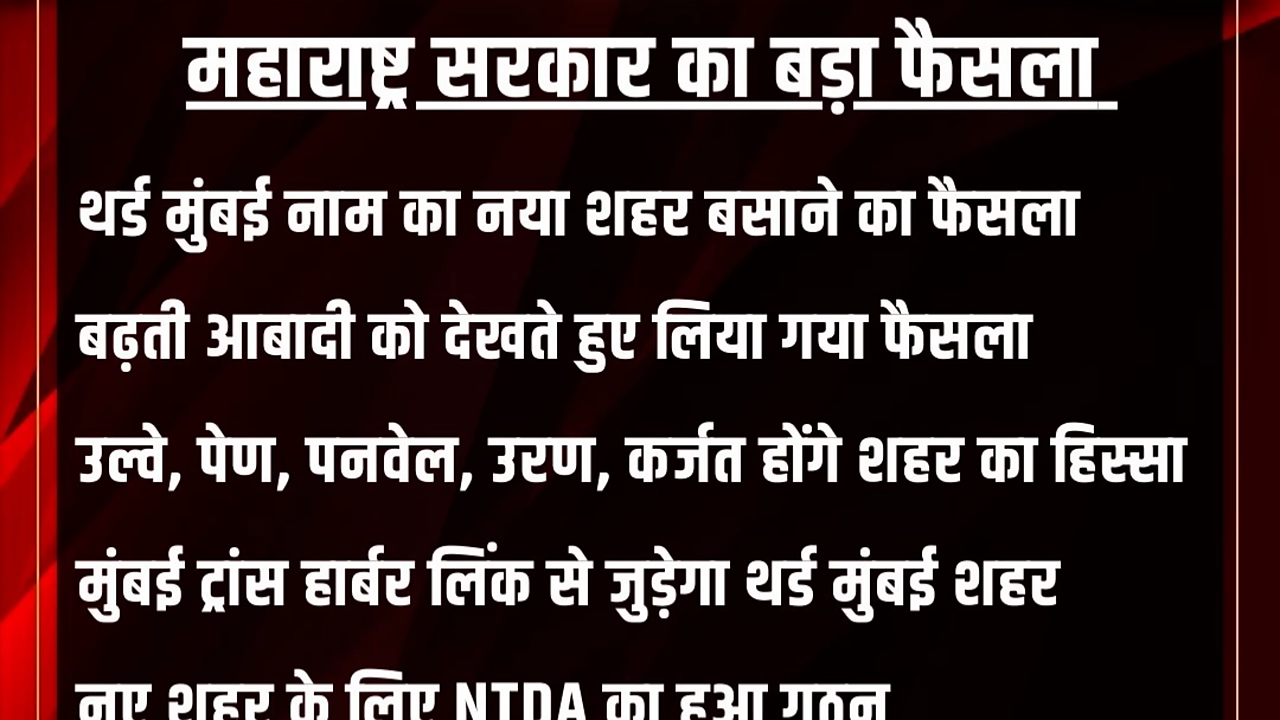 महाराष्ट्र सरकार का बड़ा फैसला
थर्ड मुंबई नाम का नया शहर बसाने का फैसला
बढ़ती आबादी को देखते हुए लिया गया फैसला
उल्वे, पेण, पनवेल, उरण, कर्जत होंगे शहर का हिस्सा
मुंबई ट्रांस हार्बर लिंक से जुड़ेगा थर्ड मुंबई शहर
नए शहर के लिए NTDA का हुआ गठन